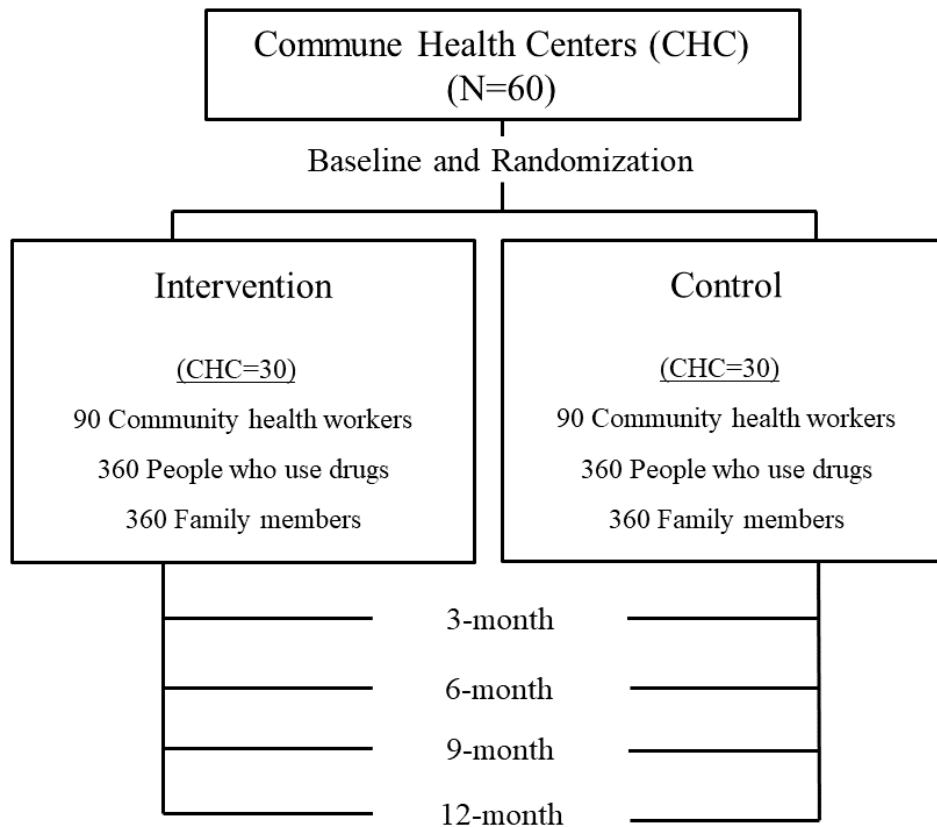 Commune Health Centers (CHC)
(N=60)
Baseline and Randomization
Intervention
(CHC=30)
90 Community health workers
360 People who use drugs
360 Family members
Control
(CHC=30)
90 Community health workers
360 People who use drugs
360 Family members
3-month
6-month
9-month
12-month